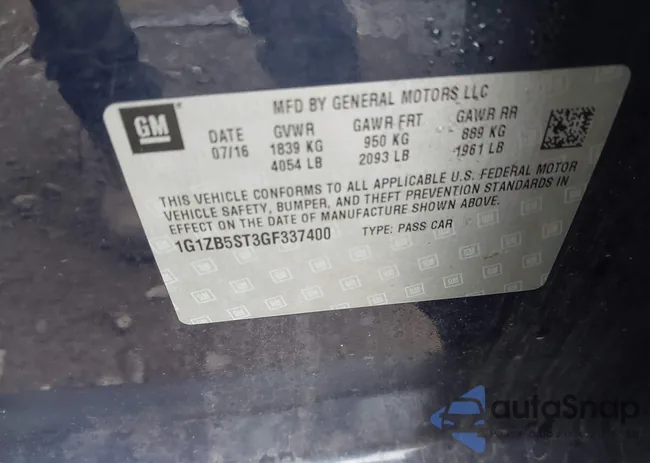 GM
MFD BY GENERAL MOTORS LLC
DATE GVWR GAWR FRT GAWR RR
07/16 1839 KG 950 KG 889 KG
4054 LB 2093 LB 1961 LB
THIS VEHICLE CONFORMS TO ALL APPLICABLE U.S. FEDERAL MOTOR
VEHICLE SAFETY, BUMPER, AND THEFT PREVENTION STANDARDS IN
EFFECT ON THE DATE OF MANUFACTURE SHOWN ABOVE.
1G1ZB5ST3GF337400 TYPE: PASS CAR
autoSnap